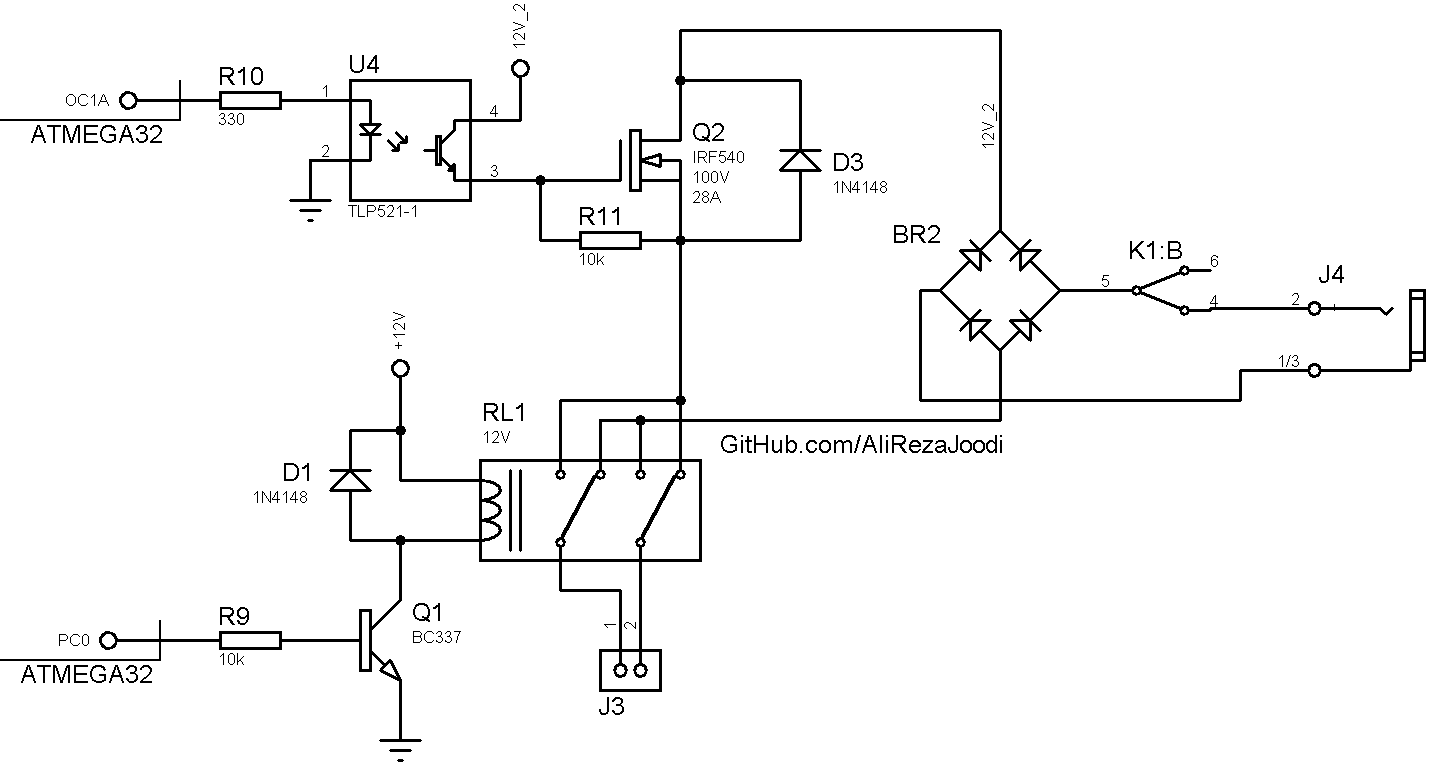 12V_2
U4
R10
1
OC1A
330
4
ATMEGA32
Q2
12V_2
2
IRF540
D3
3
100V
1N4148
28A
TLP521-1
R11
BR2
K1:B
10k
6
5
J4
4
2
+12V
1/3
RL1
12V
GitHub.com/AliRezaJoodi
D1
1N4148
R9
Q1
1
2
PC0
BC337
10k
ATMEGA32
J3